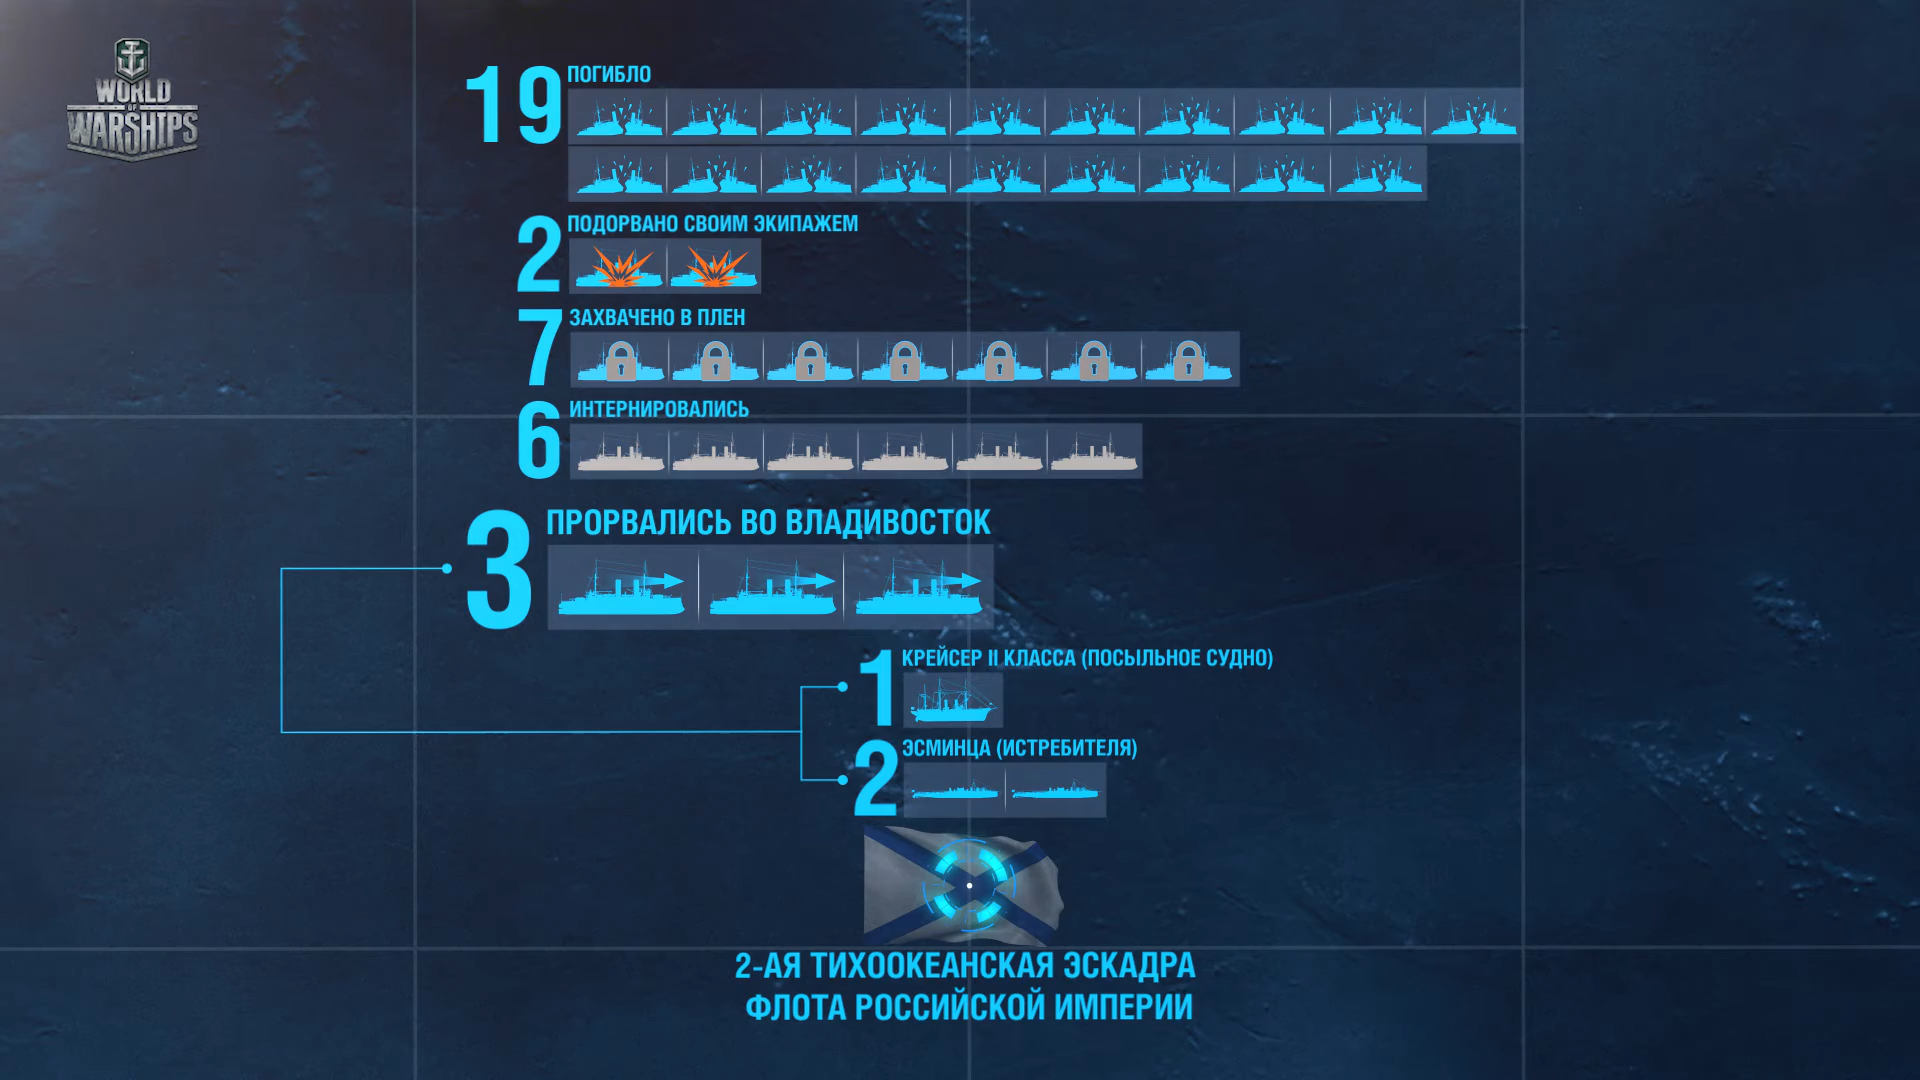 WORLD
OF
WARSHIPS
19 ПОГИБЛО
2 ПОДОРВАНО СВОИМ ЭКИПАЖЕМ
7 ЗАХВАЧЕНО В ПЛЕН
6 ИНТЕРНИРОВАЛИСЬ
3 ПРОРВАЛИСЬ ВО ВЛАДИВОСТОК
1 КРЕЙСЕР II КЛАССА (ПОСЫЛЬНОЕ СУДНО)
2 ЭСМИНЦА (ИСТРЕБИТЕЛЯ)
2-АЯ ТИХООКЕАНСКАЯ ЭСКАДРА
ФЛОТА РОССИЙСКОЙ ИМПЕРИИ